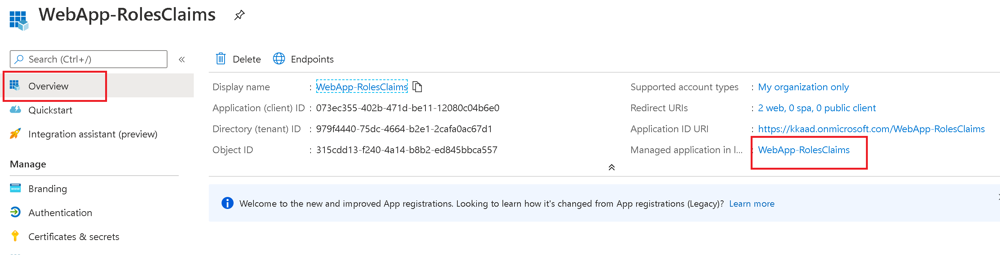 WebApp-RolesClaims
Search (Ctrl+/)
«
Overview
Quickstart
Integration assistant (preview)
Manage
Branding
Authentication
Certificates & secrets
Delete
Endpoints
Display name : WebApp-RolesClaims
Application (client) ID : 073ec355-402b-471d-be11-12080c04b6e0
Directory (tenant) ID : 979f4440-75dc-4664-b2e1-2cafa0ac67d1
Object ID : 315cdd13-f240-4a14-b8b2-ed845bbca557
Supported account types : My organization only
Redirect URIs : 2 web, 0 spa, 0 public client
Application ID URI : https://kkaad.onmicrosoft.com/WebApp-RolesClaims
Managed application in l... : WebApp-RolesClaims
Welcome to the new and improved App registrations. Looking to learn how it's changed from App registrations (Legacy)? Learn more